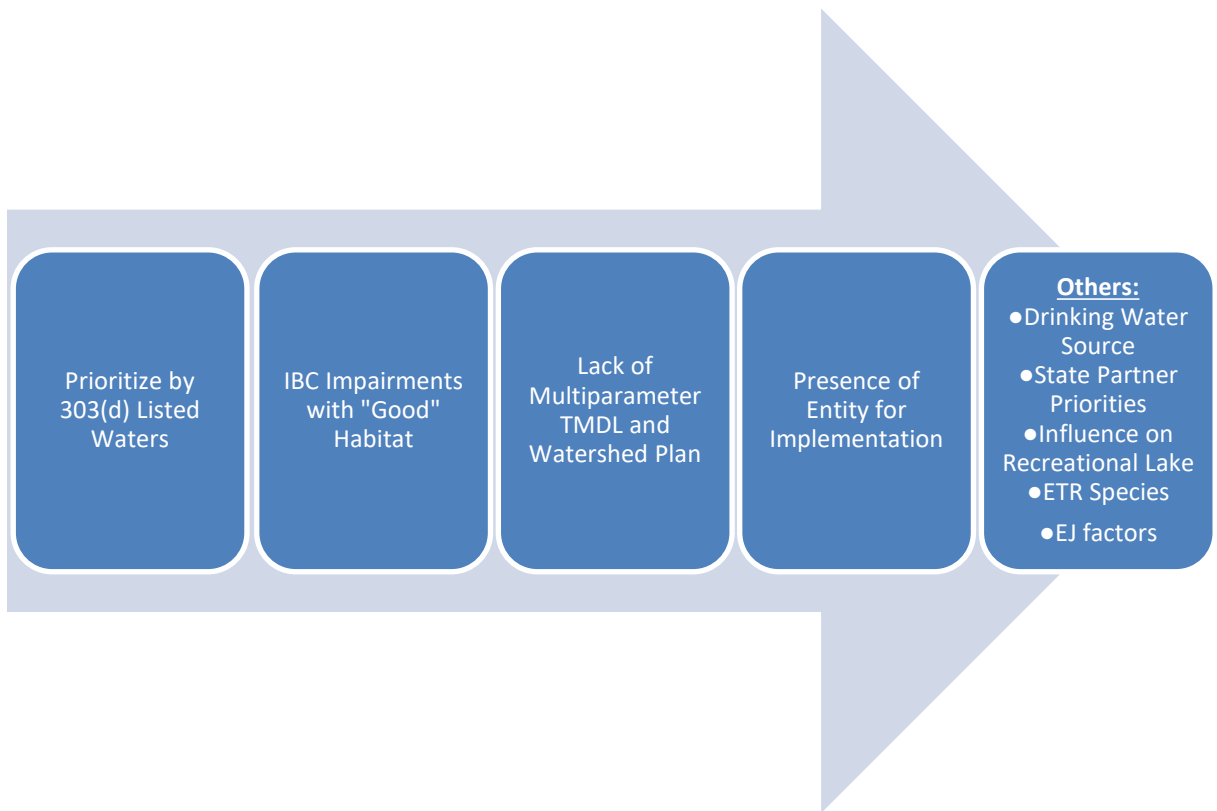 Prioritize by
303(d) Listed
Waters
IBC Impairments
with "Good"
Habitat
Lack of
Multiparameter
TMDL and
Watershed Plan
Presence of
Entity for
Implementation
Others:
●Drinking Water
Source
●State Partner
Priorities
●Influence on
Recreational Lake
●ETR Species
●EJ factors